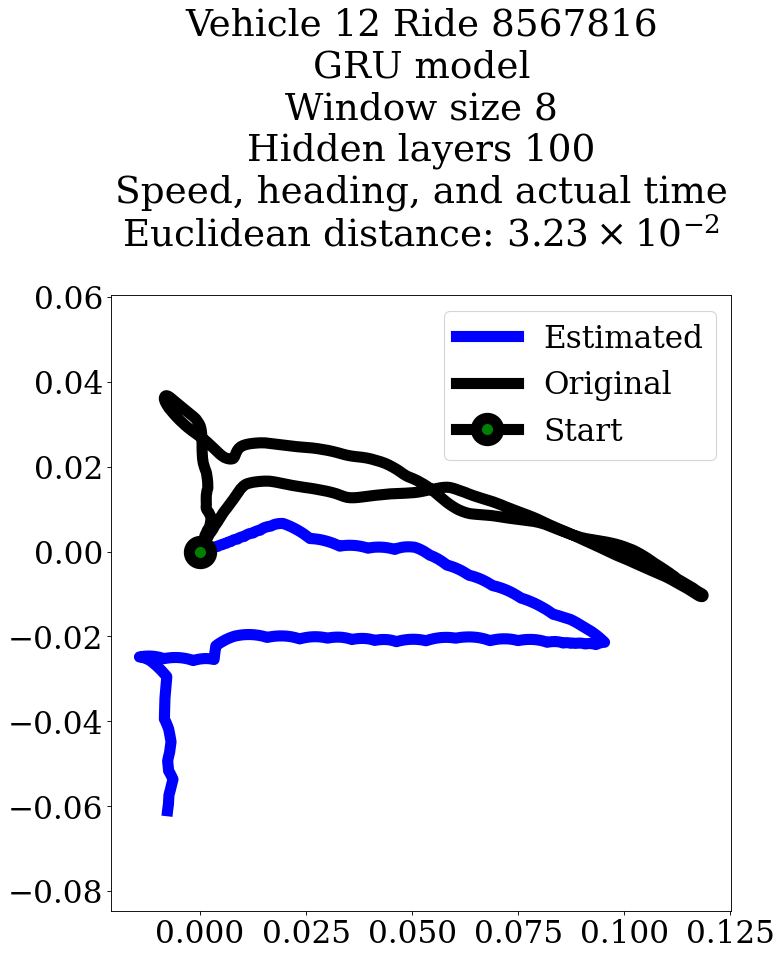 Vehicle 12 Ride 8567816
GRU model
Window size 8
Hidden layers 100
Speed, heading, and actual time
Euclidean distance: 3.23 × 10⁻²
Estimated
Original
Start
0.06
0.04
0.02
0.00
−0.02
−0.04
−0.06
−0.08
0.000 0.025 0.050 0.075 0.100 0.125